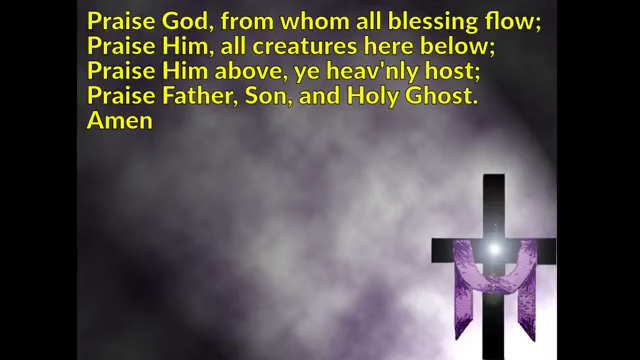 Praise God, from whom all blessing flow;
Praise Him, all creatures here below;
Praise Him above, ye heav'nly host;
Praise Father, Son, and Holy Ghost.
Amen